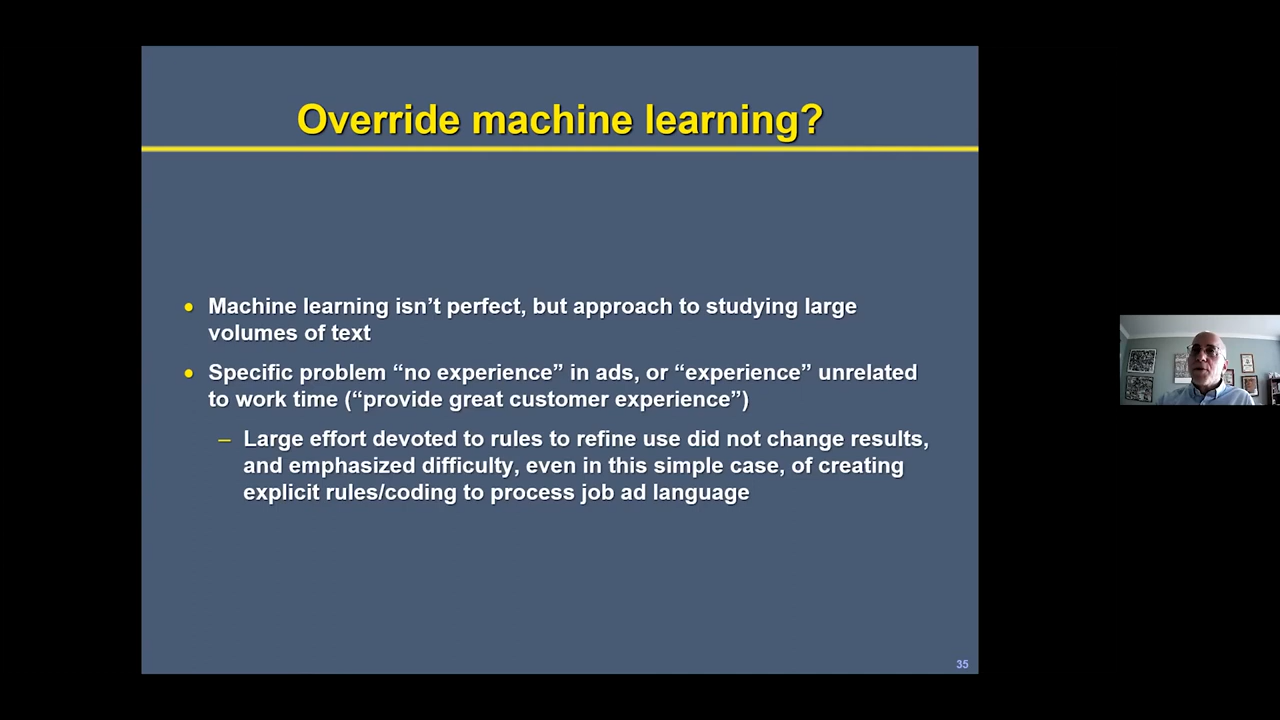 Override machine learning?
• Machine learning isn’t perfect, but approach to studying large
volumes of text
• Specific problem “no experience” in ads, or “experience” unrelated
to work time (“provide great customer experience”)
– Large effort devoted to rules to refine use did not change results,
and emphasized difficulty, even in this simple case, of creating
explicit rules/coding to process job ad language
35